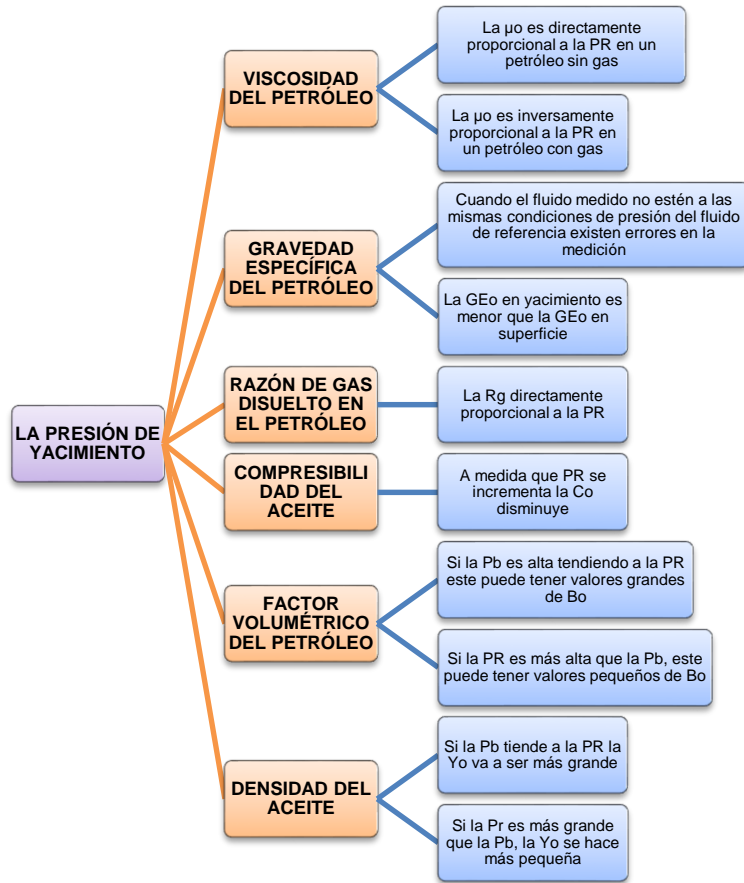 LA PRESIÓN DE
YACIMIENTO
VISCOSIDAD
DEL PETRÓLEO
La µo es directamente
proporcional a la PR en un
petróleo sin gas
La µo es inversamente
proporcional a la PR en
un petróleo con gas
GRAVEDAD
ESPECÍFICA
DEL PETRÓLEO
Cuando el fluido medido no estén a las
mismas condiciones de presión del fluido
de referencia existen errores en la
medición
La GEo en yacimiento es
menor que la GEo en
superficie
RAZÓN DE GAS
DISUELTO EN
EL PETRÓLEO
La Rg directamente
proporcional a la PR
COMPRESIBILI
DAD DEL
ACEITE
A medida que PR se
incrementa la Co
disminuye
FACTOR
VOLUMÉTRICO
DEL PETRÓLEO
Si la Pb es alta tendiendo a la PR
este puede tener valores grandes
de Bo
Si la PR es más alta que la Pb, este
puede tener valores pequeños de Bo
DENSIDAD DEL
ACEITE
Si la Pb tiende a la PR la
Yo va a ser más grande
Si la Pr es más grande
que la Pb, la Yo se hace
más pequeña